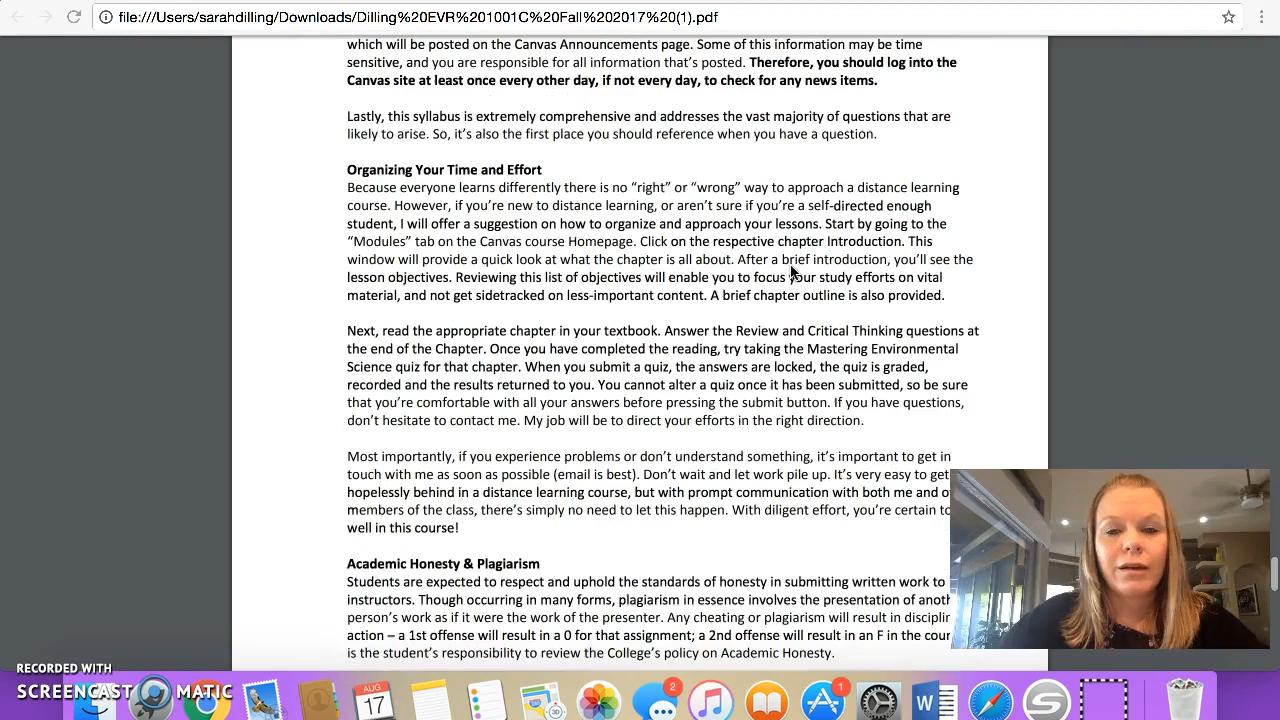 file:///Users/sarahdilling/Downloads/Dilling%20EVR%201001C%20Fall%202017%20(1).pdf
which will be posted on the Canvas Announcements page. Some of this information may be time
sensitive, and you are responsible for all information that's posted. Therefore, you should log into the
Canvas site at least once every other day, if not every day, to check for any news items.
Lastly, this syllabus is extremely comprehensive and addresses the vast majority of questions that are
likely to arise. So, it's also the first place you should reference when you have a question.
Organizing Your Time and Effort
Because everyone learns differently there is no “right” or “wrong” way to approach a distance learning
course. However, if you're new to distance learning, or aren't sure if you're a self-directed enough
student, I will offer a suggestion on how to organize and approach your lessons. Start by going to the
“Modules” tab on the Canvas course Homepage. Click on the respective chapter Introduction. This
window will provide a quick look at what the chapter is all about. After a brief introduction, you'll see the
lesson objectives. Reviewing this list of objectives will enable you to focus your study efforts on vital
material, and not get sidetracked on less-important content. A brief chapter outline is also provided.
Next, read the appropriate chapter in your textbook. Answer the Review and Critical Thinking questions at
the end of the Chapter. Once you have completed the reading, try taking the Mastering Environmental
Science quiz for that chapter. When you submit a quiz, the answers are locked, the quiz is graded,
recorded and the results returned to you. You cannot alter a quiz once it has been submitted, so be sure
that you're comfortable with all your answers before pressing the submit button. If you have questions,
don't hesitate to contact me. My job will be to direct your efforts in the right direction.
Most importantly, if you experience problems or don't understand something, it's important to get in
touch with me as soon as possible (email is best). Don't wait and let work pile up. It's very easy to get
hopelessly behind in a distance learning course, but with prompt communication with both me and o
members of the class, there's simply no need to let this happen. With diligent effort, you're certain to
well in this course!
Academic Honesty & Plagiarism
Students are expected to respect and uphold the standards of honesty in submitting written work to
instructors. Though occurring in many forms, plagiarism in essence involves the presentation of anoth
person's work as if it were the work of the presenter. Any cheating or plagiarism will result in disciplin
action – a 1st offense will result in a 0 for that assignment; a 2nd offense will result in an F in the cour
is the student's responsibility to review the College's policy on Academic Honesty.
RECORDED WITH
SCREENCAST MATIC
AUG
17
30
2
1
W
S